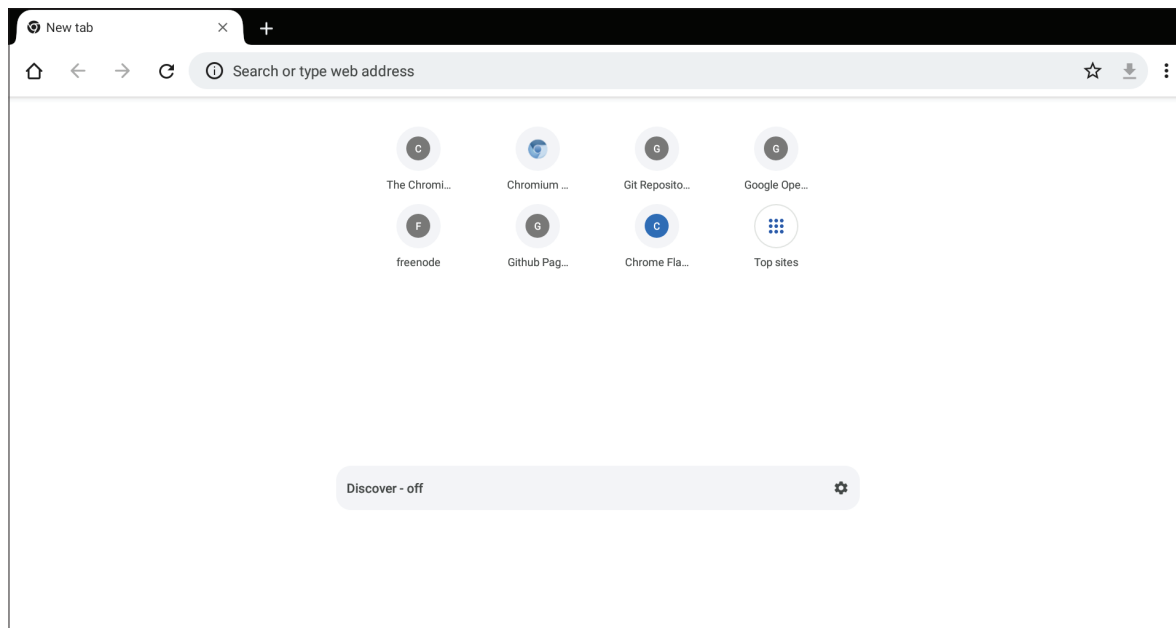 New tab
Search or type web address
C
G
G
The Chromi...
Chromium ...
Git Reposito...
Google Ope...
F
G
C
freenode
Github Pag...
Chrome Fla...
Top sites
Discover - off